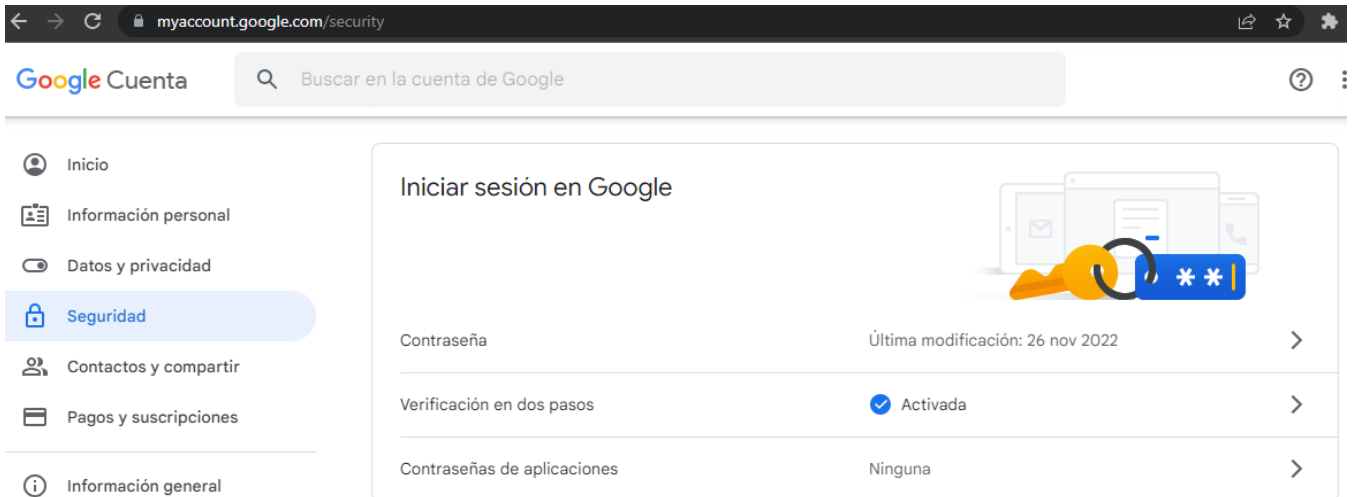 myaccount.google.com/security
Google Cuenta
Buscar en la cuenta de Google
Inicio
Información personal
Datos y privacidad
Seguridad
Contactos y compartir
Pagos y suscripciones
Información general
Iniciar sesión en Google
**
Contraseña Última modificación: 26 nov 2022
Verificación en dos pasos Activada
Contraseñas de aplicaciones Ninguna